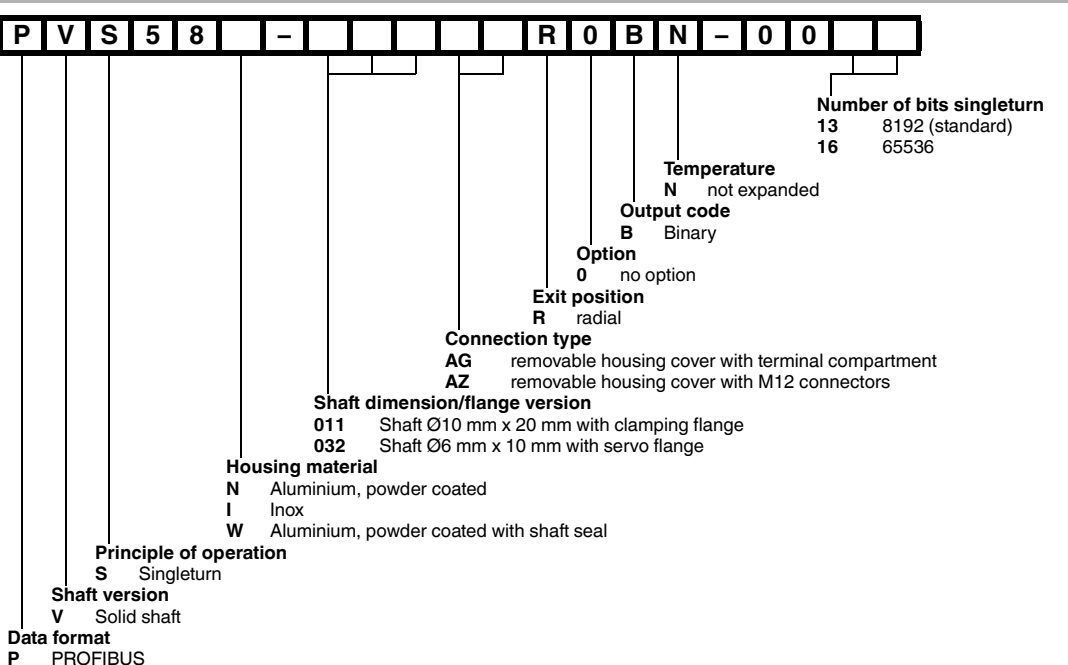 P V S 5 8 – R 0 B N – 0 0
Number of bits singleturn
13 8192 (standard)
16 65536
Temperature
N not expanded
Output code
B Binary
Option
0 no option
Exit position
R radial
Connection type
AG removable housing cover with terminal compartment
AZ removable housing cover with M12 connectors
Shaft dimension/flange version
011 Shaft Ø10 mm x 20 mm with clamping flange
032 Shaft Ø6 mm x 10 mm with servo flange
Housing material
N Aluminium, powder coated
I Inox
W Aluminium, powder coated with shaft seal
Principle of operation
S Singleturn
Shaft version
V Solid shaft
Data format
P PROFIBUS